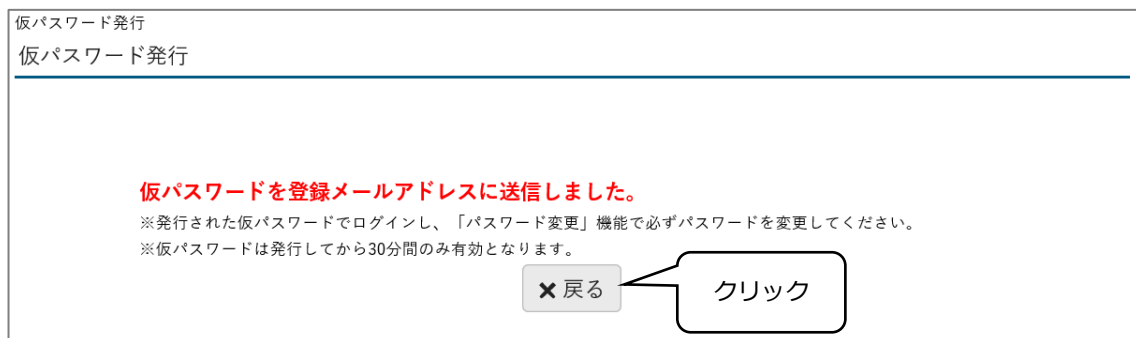 仮パスワード発行
仮パスワード発行
仮パスワードを登録メールアドレスに送信しました。
※発行された仮パスワードでログインし、「パスワード変更」機能で必ずパスワードを変更してください。
※仮パスワードは発行してから30分間のみ有効となります。
✖戻る
クリック